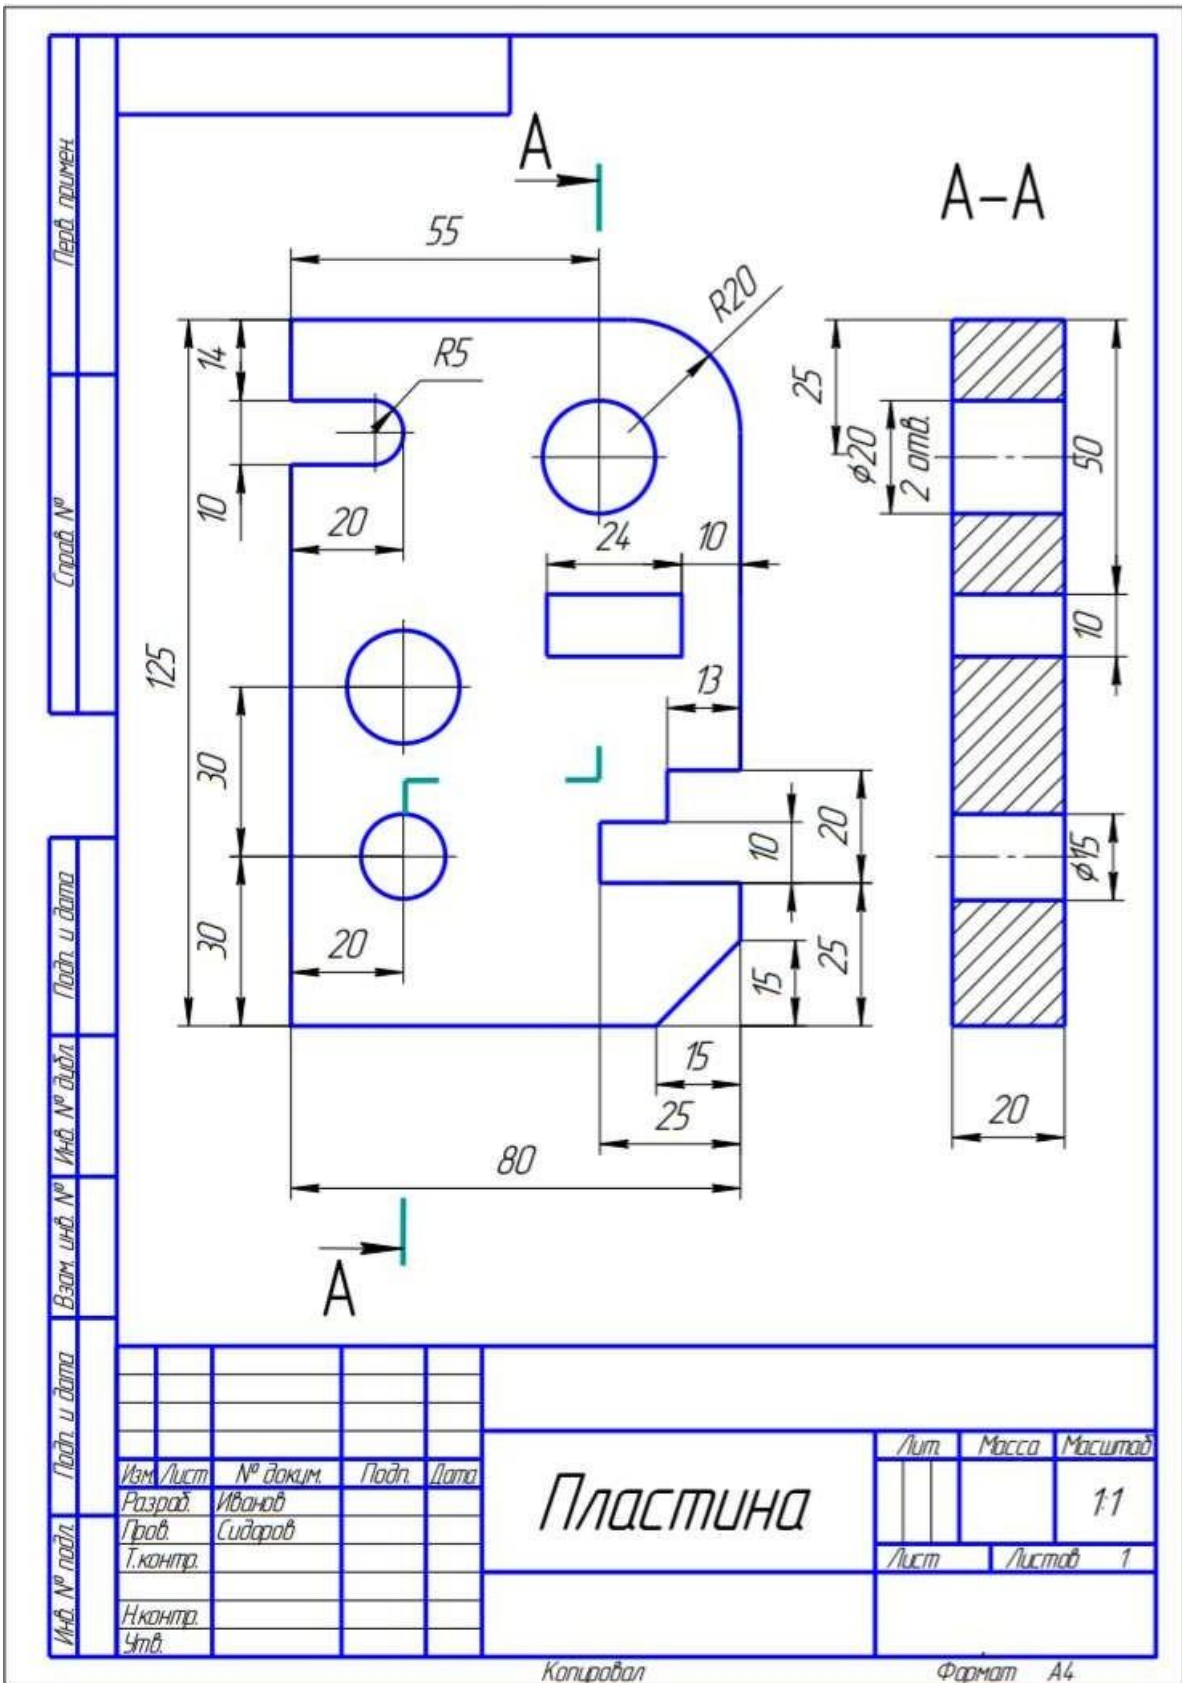 А
А-А
55
R20
14
R5
25
⌀20
2 отв.
50
10
20
24
10
10
125
13
30
20
10
⌀15
30
20
25
15
15
25
20
80
А
Перв. примен.
Справ. №
Подп. и дата
Инв. № дубл.
Взам. инв. №
Подп. и дата
Инв. № подл.
Изм. Лист № докум. Подп. Дата
Разраб. Иванов
Пров. Сидоров
Т.контр.
Н.контр.
Утв.
Пластина
Лит. Масса Масштаб
1:1
Лист Листов 1
Копировал Формат А4